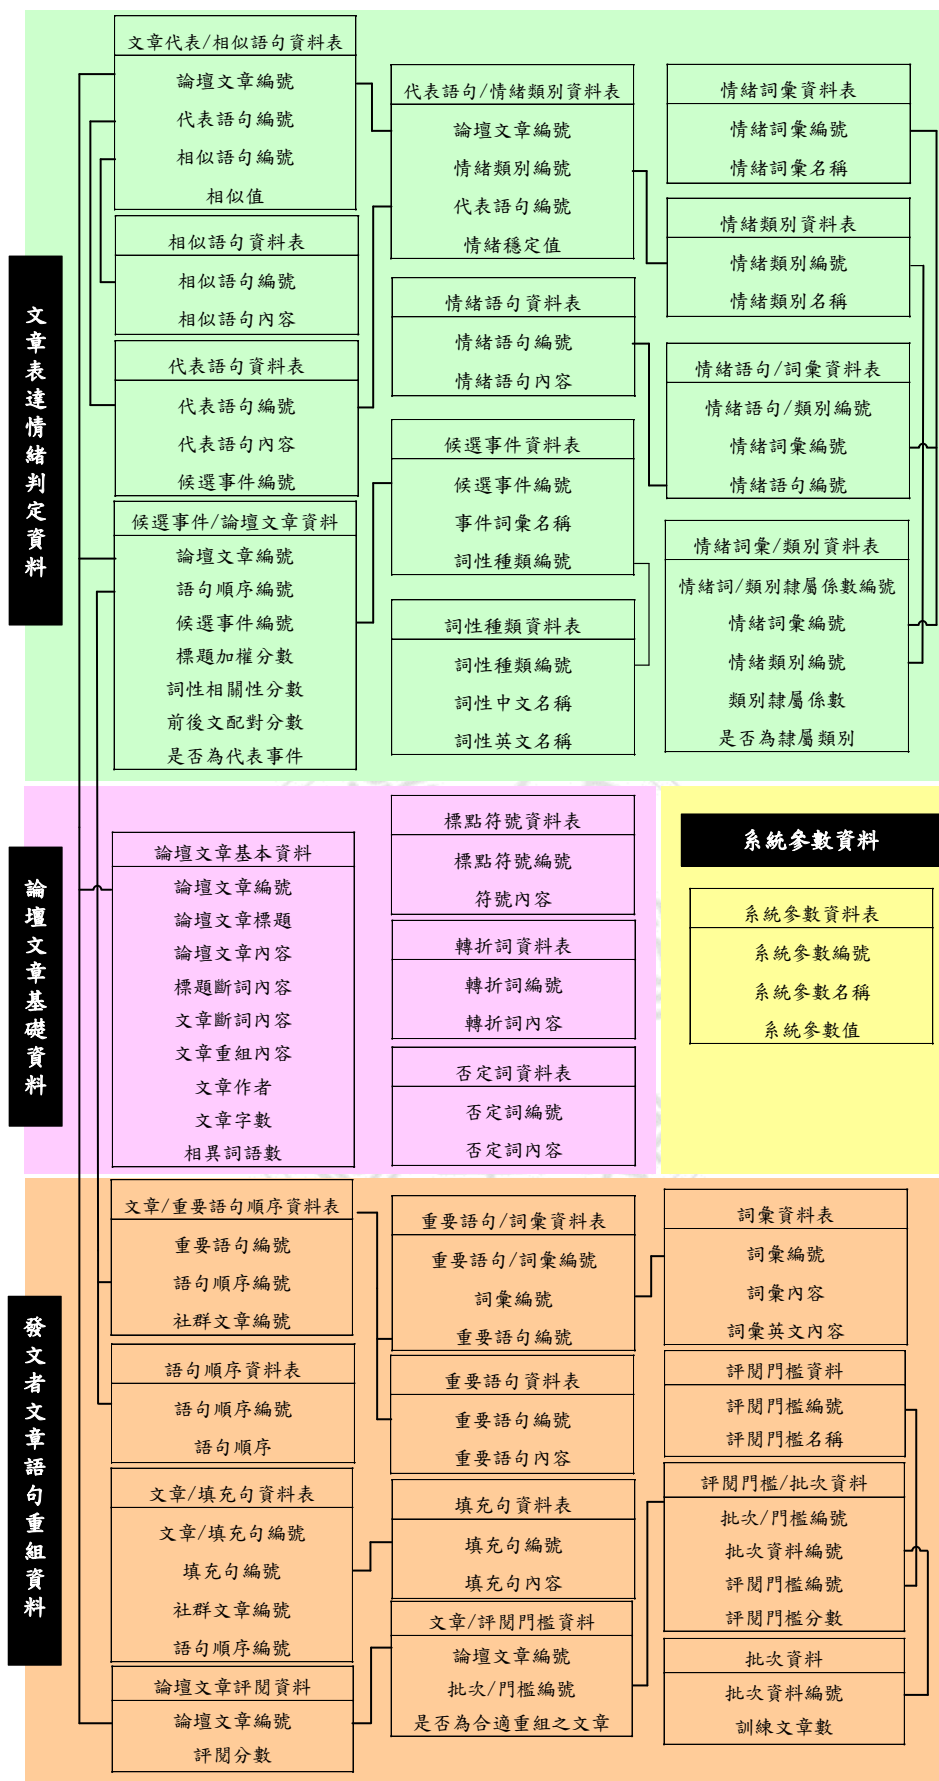 文章表達情緒判定資料
文章代表/相似語句資料表
論壇文章編號
代表語句編號
相似語句編號
相似值
相似語句資料表
相似語句編號
相似語句內容
代表語句資料表
代表語句編號
代表語句內容
候選事件編號
候選事件/論壇文章資料
論壇文章編號
語句順序編號
候選事件編號
標題加權分數
詞性相關性分數
前後文配對分數
是否為代表事件
代表語句/情緒類別資料表
論壇文章編號
情緒類別編號
代表語句編號
情緒穩定值
情緒語句資料表
情緒語句編號
情緒語句內容
候選事件資料表
候選事件編號
事件詞彙名稱
詞性種類編號
詞性種類資料表
詞性種類編號
詞性中文名稱
詞性英文名稱
情緒詞彙資料表
情緒詞彙編號
情緒詞彙名稱
情緒類別資料表
情緒類別編號
情緒類別名稱
情緒語句/詞彙資料表
情緒語句/類別編號
情緒詞彙編號
情緒語句編號
情緒詞彙/類別資料表
情緒詞/類別隸屬係數編號
情緒詞彙編號
情緒類別編號
類別隸屬係數
是否為隸屬類別
論壇文章基礎資料
論壇文章基本資料
論壇文章編號
論壇文章標題
論壇文章內容
標題斷詞內容
文章斷詞內容
文章重組內容
文章作者
文章字數
相異詞語數
標點符號資料表
標點符號編號
符號內容
轉折詞資料表
轉折詞編號
轉折詞內容
否定詞資料表
否定詞編號
否定詞內容
系統參數資料
系統參數資料表
系統參數編號
系統參數名稱
系統參數值
發文者文章語句重組資料
文章/重要語句順序資料表
重要語句編號
語句順序編號
社群文章編號
語句順序資料表
語句順序編號
語句順序
文章/填充句資料表
文章/填充句編號
填充句編號
社群文章編號
語句順序編號
論壇文章評閱資料
論壇文章編號
評閱分數
重要語句/詞彙資料表
重要語句/詞彙編號
詞彙編號
重要語句編號
重要語句資料表
重要語句編號
重要語句內容
填充句資料表
填充句編號
填充句內容
文章/評閱門檻資料
論壇文章編號
批次/門檻編號
是否為合適重組之文章
詞彙資料表
詞彙編號
詞彙內容
詞彙英文內容
評閱門檻資料
評閱門檻編號
評閱門檻名稱
評閱門檻/批次資料
批次/門檻編號
批次資料編號
評閱門檻編號
評閱門檻分數
批次資料
批次資料編號
訓練文章數